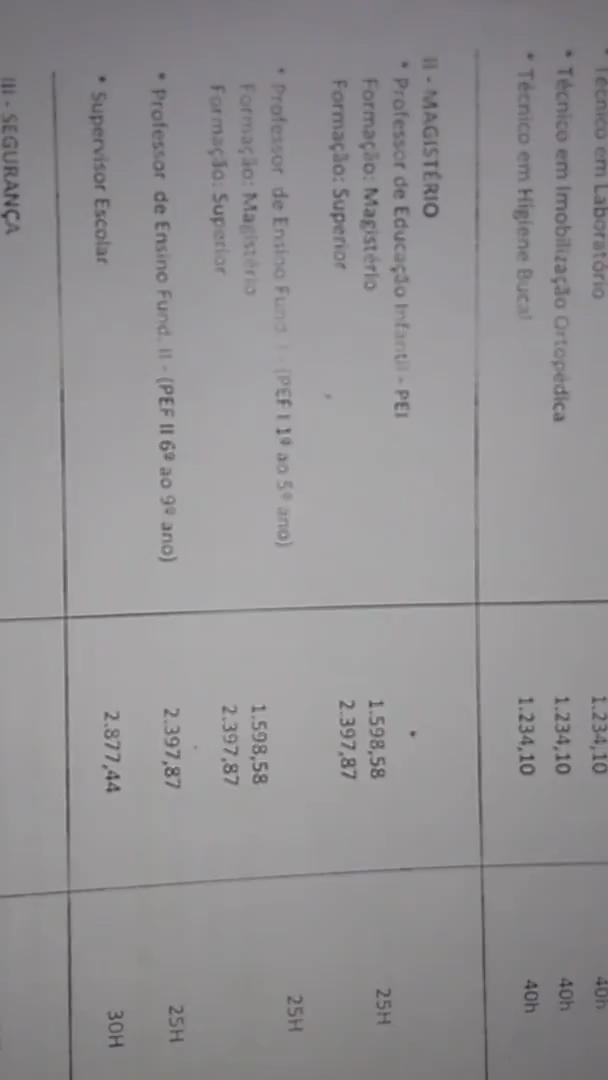 * Técnico em Laboratório 1.234,10 40h
* Técnico em Imobilização Ortopédica 1.234,10 40h
* Técnico em Higiene Bucal 1.234,10 40h
II - MAGISTÉRIO
* Professor de Educação Infantil - PEI 25H
Formação: Magistério 1.598,58
Formação: Superior 2.397,87
* Professor de Ensino Fund. I - (PEF I 1º ao 5º ano) 25H
Formação: Magistério 1.598,58
Formação: Superior 2.397,87
* Professor de Ensino Fund. II - (PEF II 6º ao 9º ano) 2.397,87 25H
* Supervisor Escolar 2.877,44 30H
III - SEGURANÇA